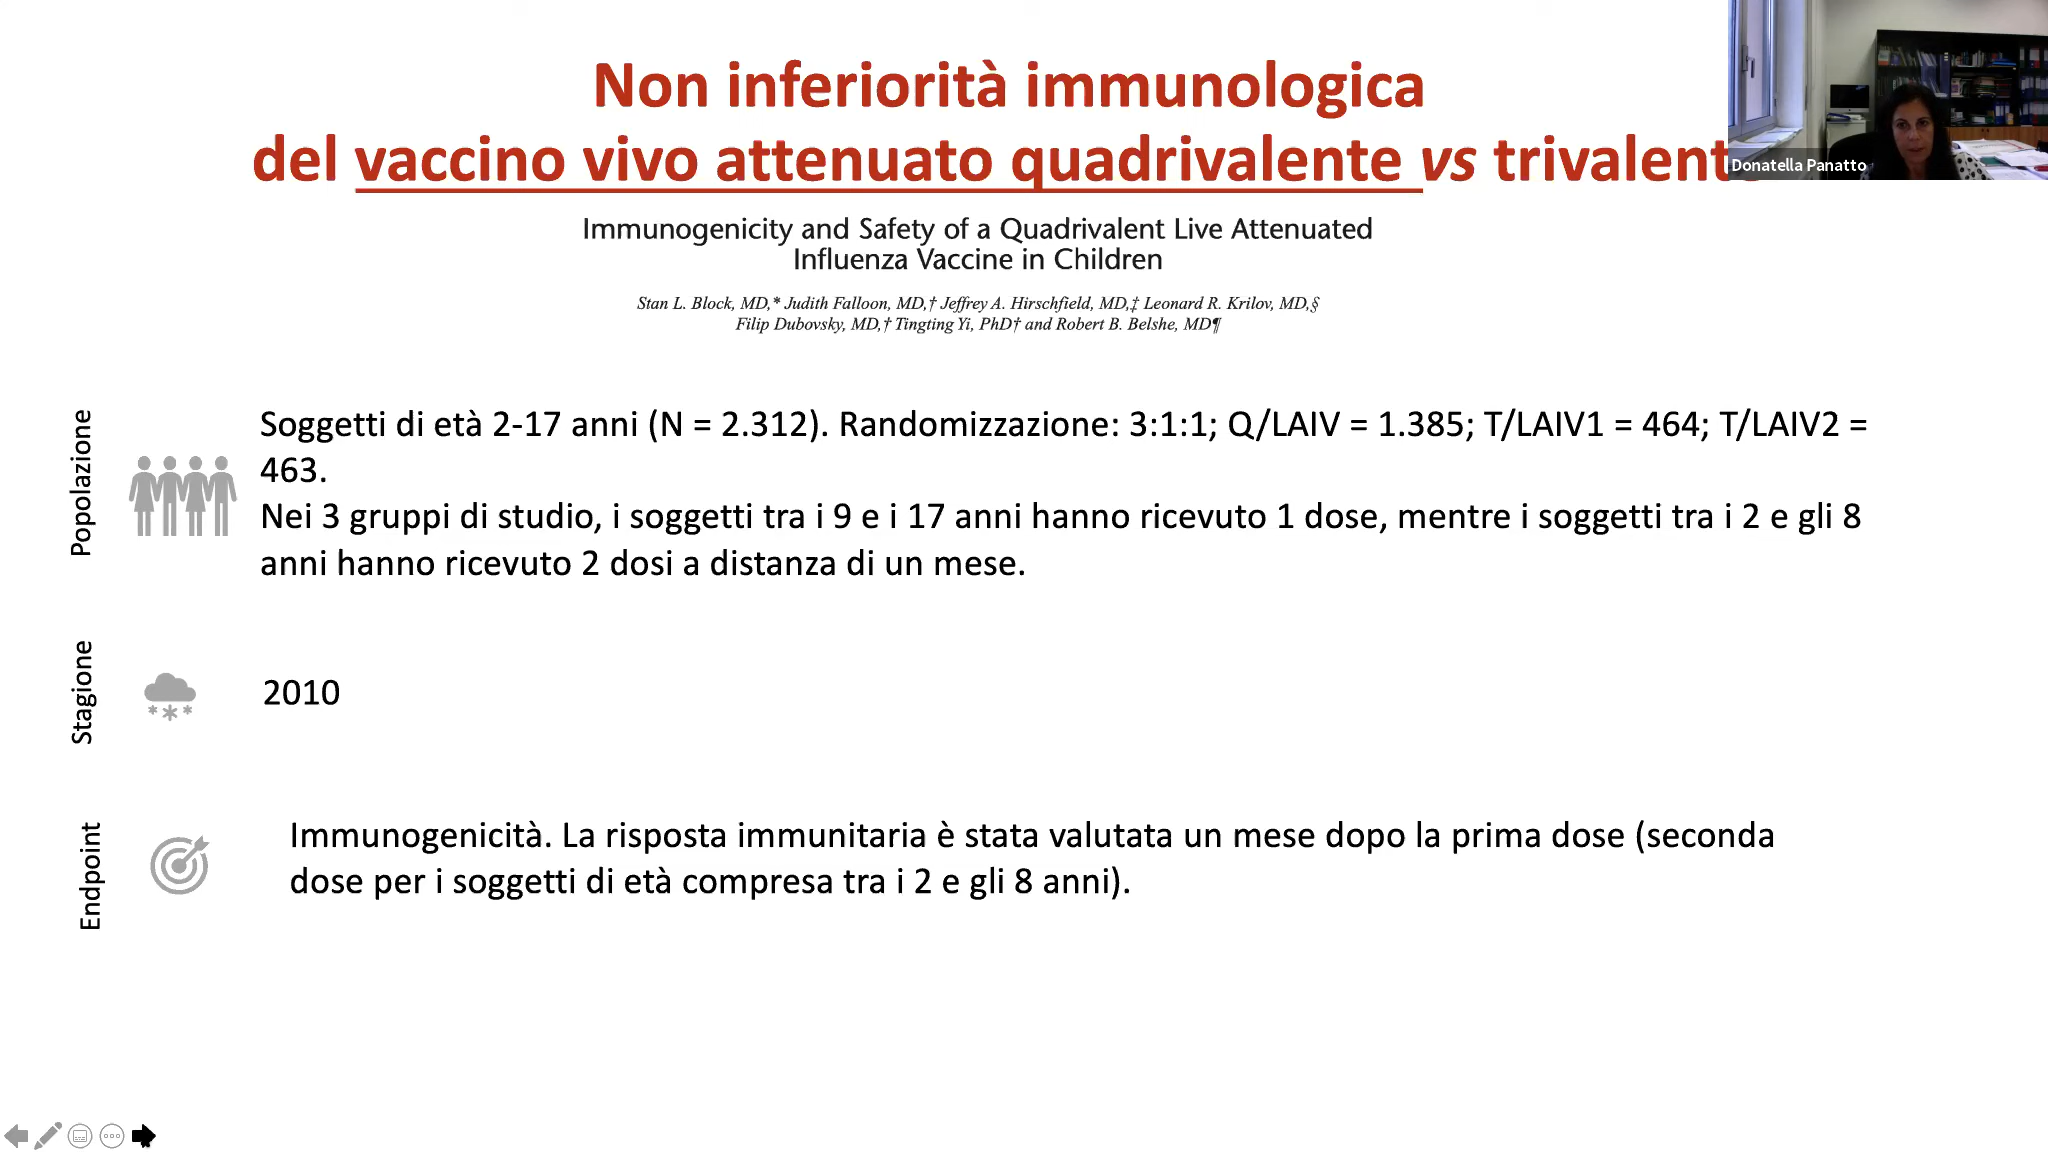 Non inferiorità immunologica
del vaccino vivo attenuato quadrivalente vs trivalent
Donatella Panatto
Immunogenicity and Safety of a Quadrivalent Live Attenuated
Influenza Vaccine in Children
Stan L. Block, MD,* Judith Falloon, MD,† Jeffrey A. Hirschfield, MD,‡ Leonard R. Krilov, MD,§
Filip Dubovsky, MD,† Tingting Yi, PhD† and Robert B. Belshe, MD¶
Popolazione
Soggetti di età 2-17 anni (N = 2.312). Randomizzazione: 3:1:1; Q/LAIV = 1.385; T/LAIV1 = 464; T/LAIV2 =
463.
Nei 3 gruppi di studio, i soggetti tra i 9 e i 17 anni hanno ricevuto 1 dose, mentre i soggetti tra i 2 e gli 8
anni hanno ricevuto 2 dosi a distanza di un mese.
Stagione
2010
Endpoint
Immunogenicità. La risposta immunitaria è stata valutata un mese dopo la prima dose (seconda
dose per i soggetti di età compresa tra i 2 e gli 8 anni).